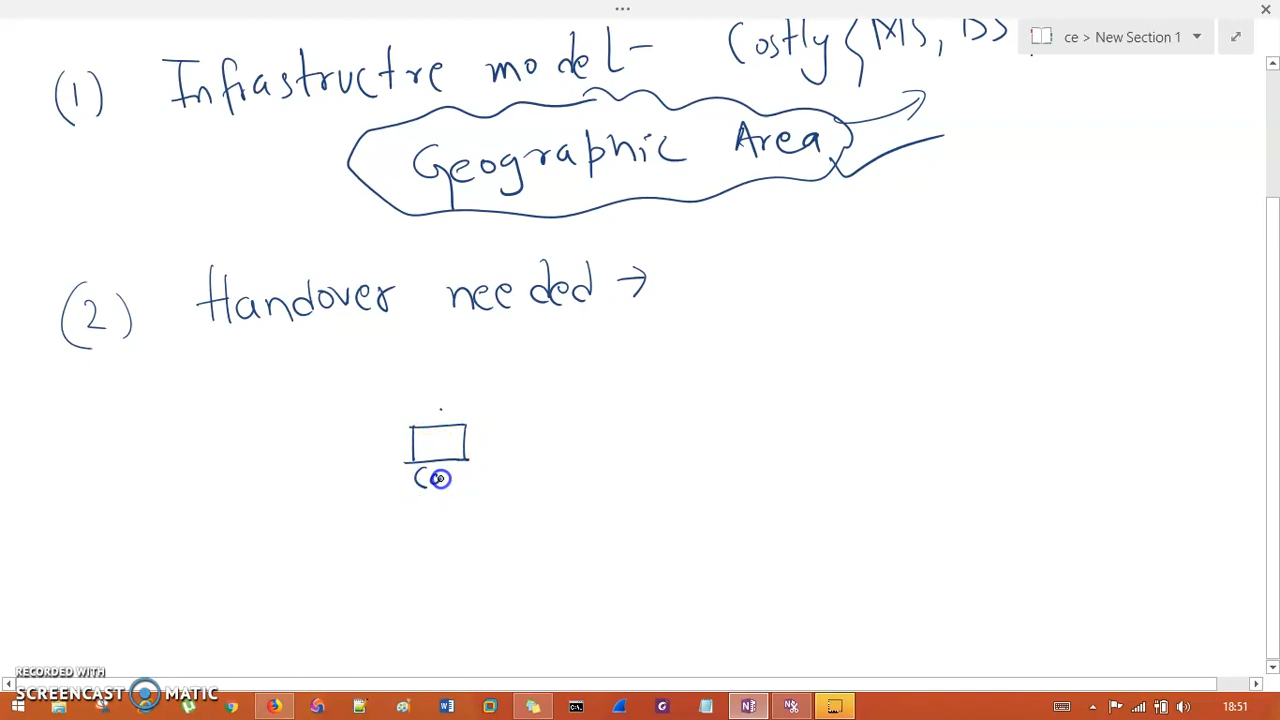 ...
ce > New Section 1
(1) Infrastructre model - Costly { MS, BS
Geographic Area
(2) Handover needed →
Co
RECORDED WITH
SCREENCAST MATIC
18:51